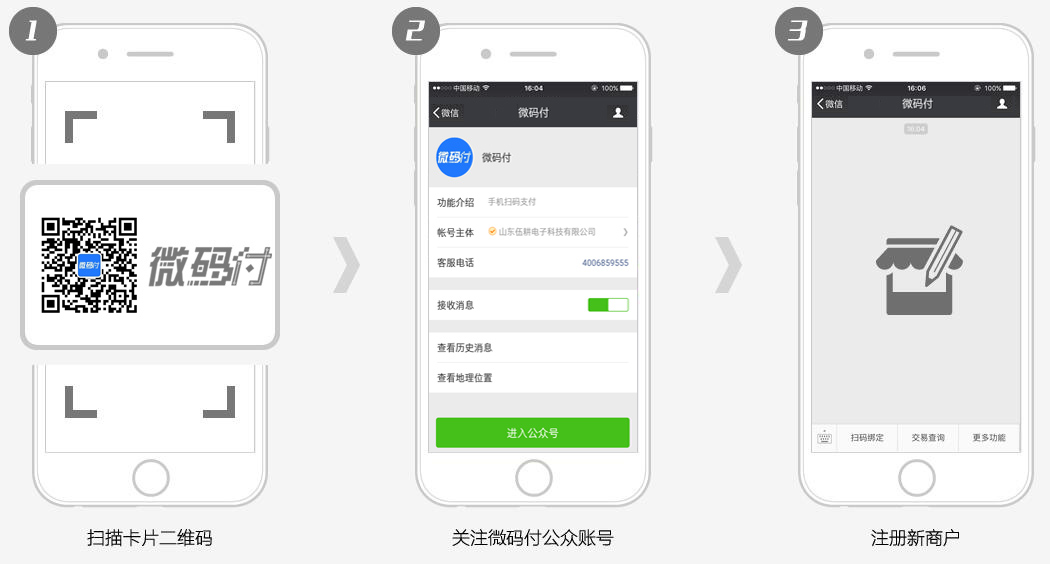 1
微码付
微码付
扫描卡片二维码
2
中国移动 16:04 100%
微信 微码付
微码付 微码付
功能介绍 手机扫码支付
帐号主体 山东伍耕电子科技有限公司
客服电话 4006859555
接收消息
查看历史消息
查看地理位置
进入公众号
关注微码付公众账号
3
中国移动 16:06 100%
微信 微码付
16:04
扫码绑定 交易查询 更多功能
注册新商户